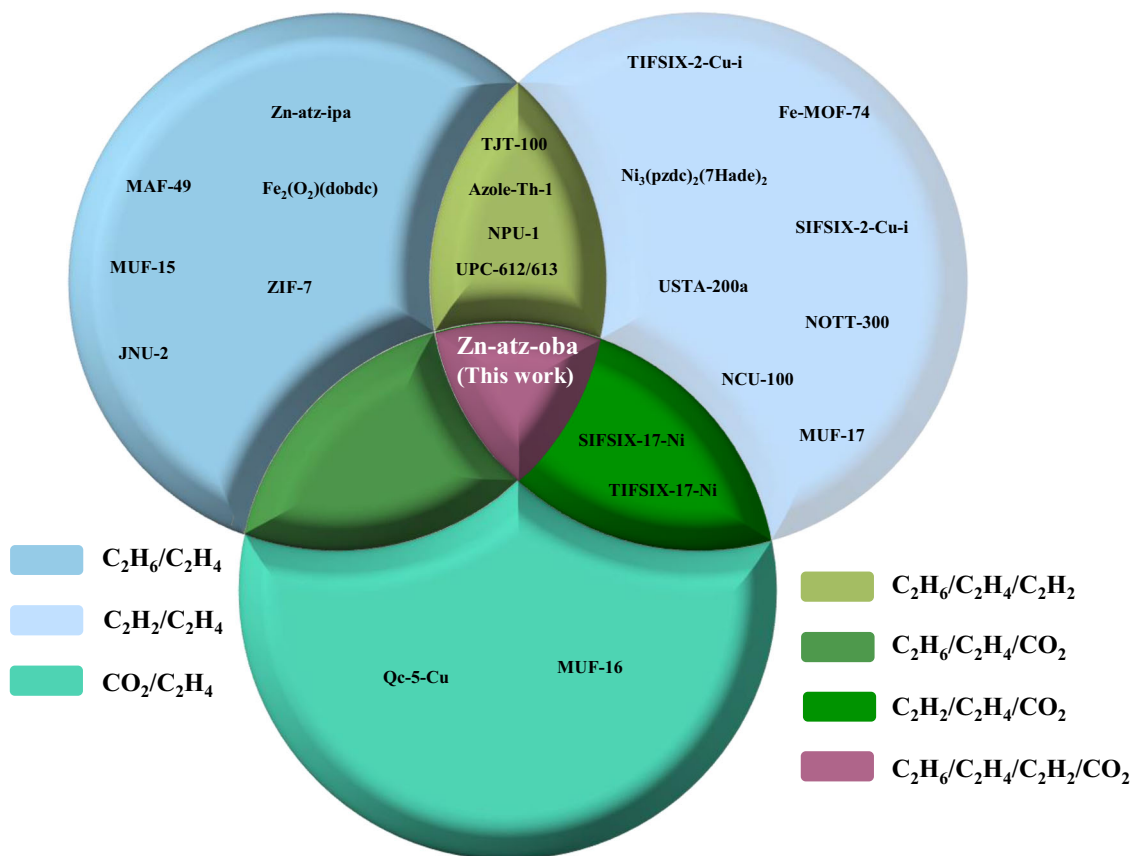 TIFSIX-2-Cu-i
Zn-atz-ipa
Fe-MOF-74
TJT-100
MAF-49
Fe₂(O₂)(dobdc)
Azole-Th-1
Ni₃(pzdc)₂(7Hade)₂
SIFSIX-2-Cu-i
NPU-1
MUF-15
ZIF-7
UPC-612/613
USTA-200a
NOTT-300
JNU-2
Zn-atz-oba
(This work)
NCU-100
MUF-17
SIFSIX-17-Ni
TIFSIX-17-Ni
Qc-5-Cu
MUF-16
C₂H₆/C₂H₄
C₂H₂/C₂H₄
CO₂/C₂H₄
C₂H₆/C₂H₄/C₂H₂
C₂H₆/C₂H₄/CO₂
C₂H₂/C₂H₄/CO₂
C₂H₆/C₂H₄/C₂H₂/CO₂